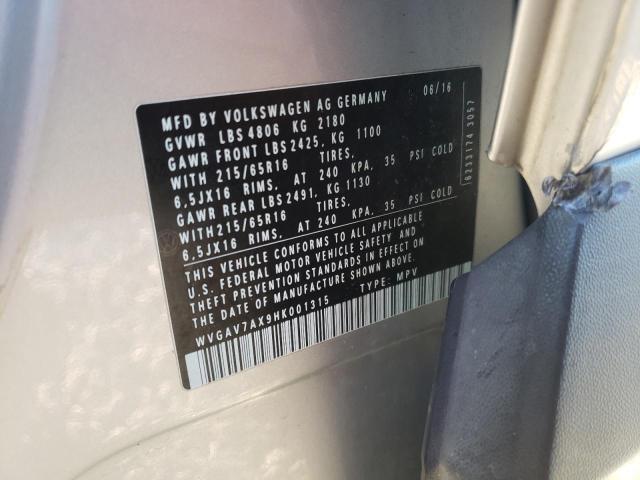 MFD BY VOLKSWAGEN AG GERMANY 06/16
GVWR LBS 4806 KG 2180
GAWR FRONT LBS 2425, KG 1100
WITH 215/65R16 TIRES,
6.5JX16 RIMS, AT 240 KPA, 35 PSI COLD
GAWR REAR LBS 2491, KG 1130
WITH 215/65R16 TIRES,
6.5JX16 RIMS, AT 240 KPA, 35 PSI COLD
THIS VEHICLE CONFORMS TO ALL APPLICABLE
U.S. FEDERAL MOTOR VEHICLE SAFETY AND
THEFT PREVENTION STANDARDS IN EFFECT ON
THE DATE OF MANUFACTURE SHOWN ABOVE.
WVGAV7AX9HK001315 TYPE: MPV
6233174 3057